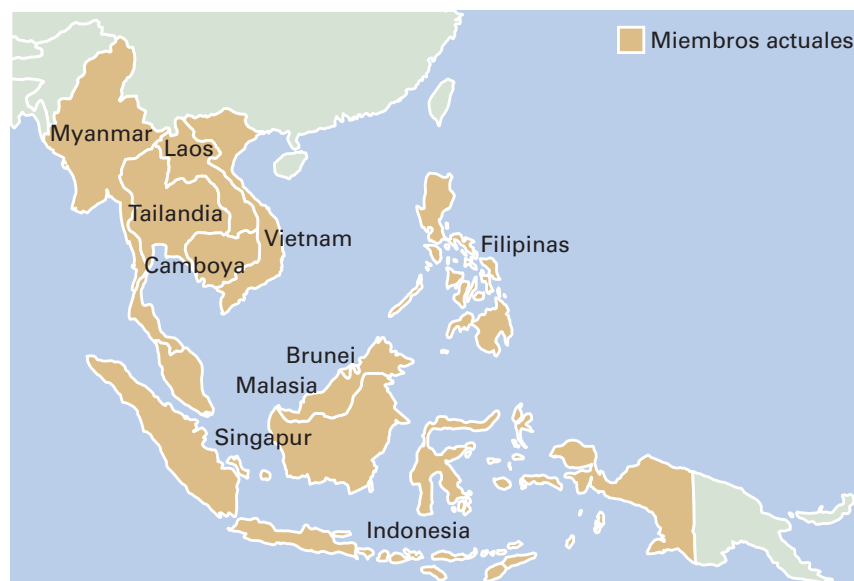 Miembros actuales
Myanmar
Laos
Tailandia
Vietnam
Camboya
Filipinas
Brunei
Malasia
Singapur
Indonesia